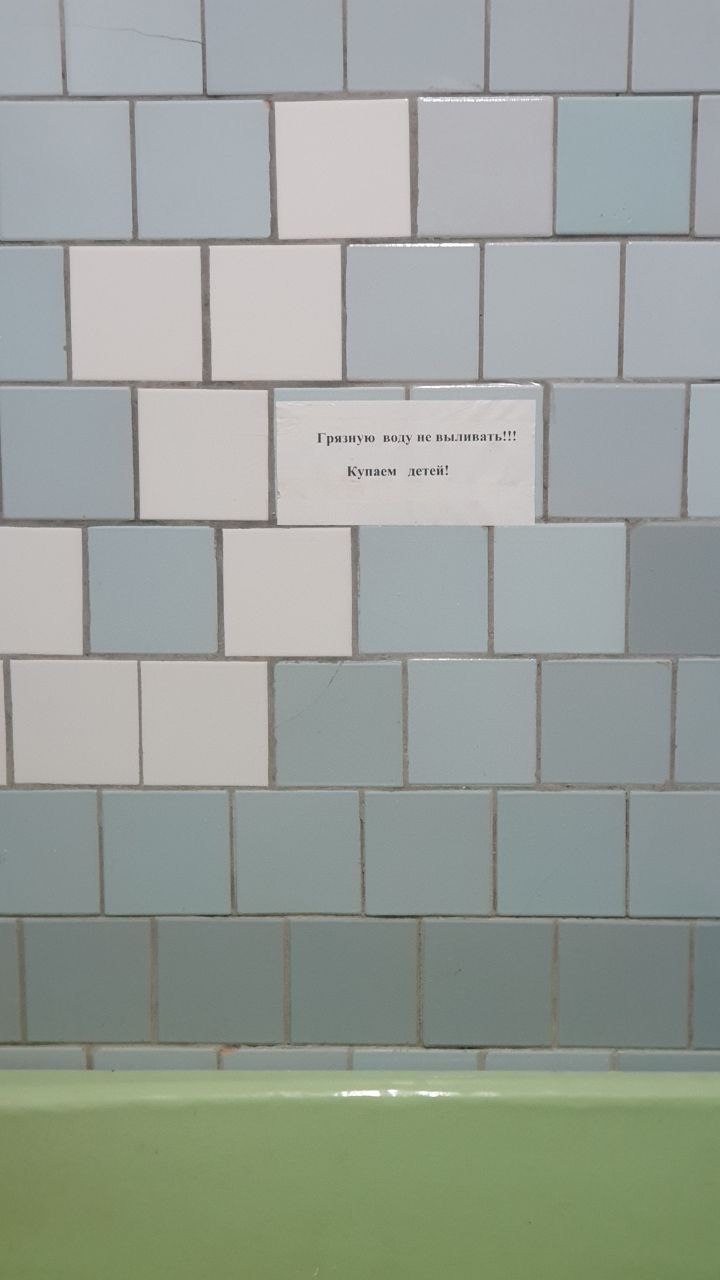 Грязную воду не выливать!!!
Купаем детей!